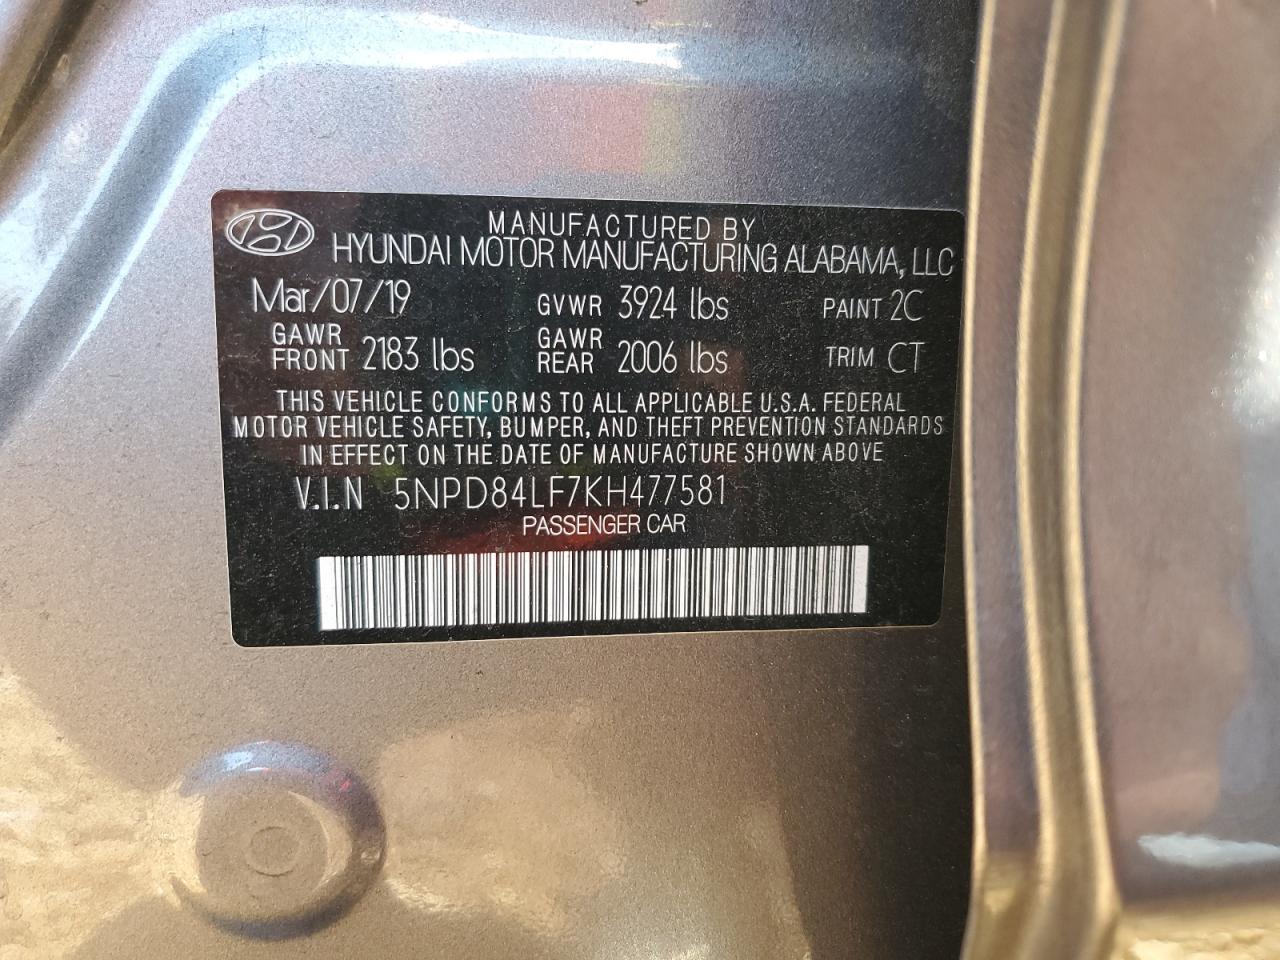 MANUFACTURED BY
HYUNDAI MOTOR MANUFACTURING ALABAMA, LLC
Mar/07/19 GVWR 3924 lbs PAINT 2C
GAWR FRONT 2183 lbs GAWR REAR 2006 lbs TRIM CT
THIS VEHICLE CONFORMS TO ALL APPLICABLE U.S.A. FEDERAL
MOTOR VEHICLE SAFETY, BUMPER, AND THEFT PREVENTION STANDARDS
IN EFFECT ON THE DATE OF MANUFACTURE SHOWN ABOVE
V.I.N 5NPD84LF7KH477581
PASSENGER CAR